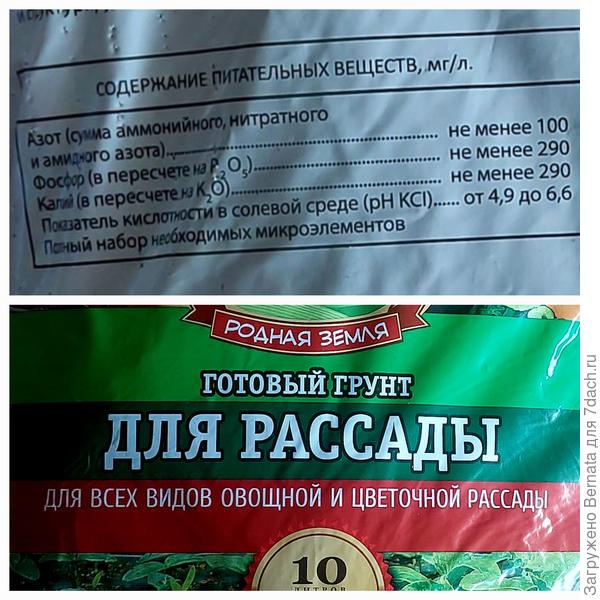 СОДЕРЖАНИЕ ПИТАТЕЛЬНЫХ ВЕЩЕСТВ, мг/л.
Азот (сумма аммонийного, нитратного
и амидного азота)........ не менее 100
Фосфор (в пересчете на P2O5)........ не менее 290
Калий (в пересчете на K2O)........ не менее 290
Показатель кислотности в солевой среде (pH KCl)...... от 4,9 до 6,6
Полный набор необходимых микроэлементов
РОДНАЯ ЗЕМЛЯ
ГОТОВЫЙ ГРУНТ
ДЛЯ РАССАДЫ
ДЛЯ ВСЕХ ВИДОВ ОВОЩНОЙ И ЦВЕТОЧНОЙ РАССАДЫ
10
ЛИТРОВ
Загружено Bernata для 7dach.ru